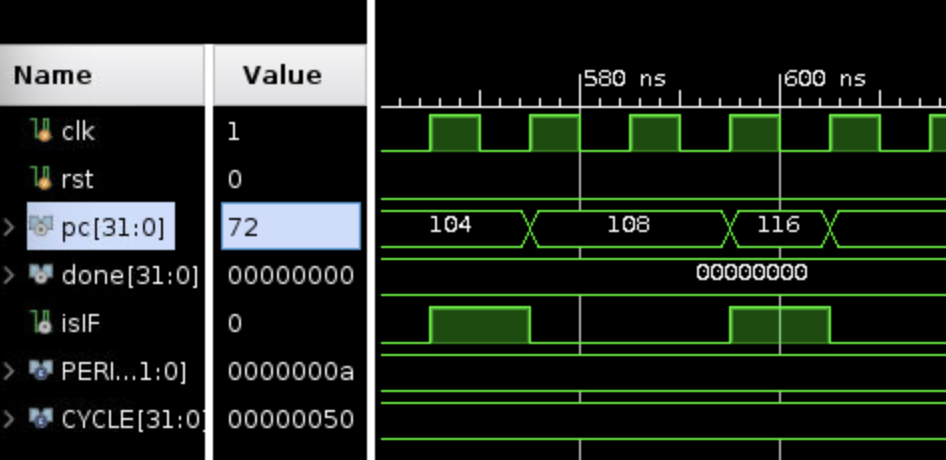 Name Value
580 ns 600 ns
clk 1
rst 0
pc[31:0] 72 104 108 116
done[31:0] 00000000 00000000
isIF 0
PERI...1:0] 0000000a
CYCLE[31:0] 00000050